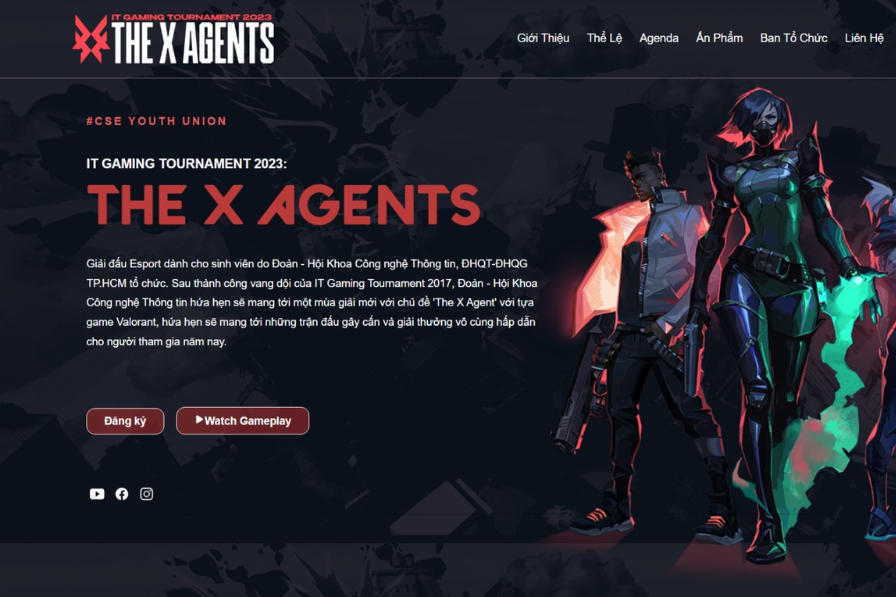 IT GAMING TOURNAMENT 2023
THE X AGENTS
Giới Thiệu
Thể Lệ
Agenda
Ấn Phẩm
Ban Tổ Chức
Liên Hệ
#CSE YOUTH UNION
IT GAMING TOURNAMENT 2023:
THE X AGENTS
Giải đấu Esport dành cho sinh viên do Đoàn - Hội Khoa Công nghệ Thông tin, ĐHQT-ĐHQG
TP.HCM tổ chức. Sau thành công vang dội của IT Gaming Tournament 2017, Đoàn - Hội Khoa
Công nghệ Thông tin hứa hẹn sẽ mang tới một mùa giải mới với chủ đề 'The X Agent' với tựa
game Valorant, hứa hẹn sẽ mang tới những trận đấu gây cấn và giải thưởng vô cùng hấp dẫn
cho người tham gia năm nay.
Đăng ký
Watch Gameplay